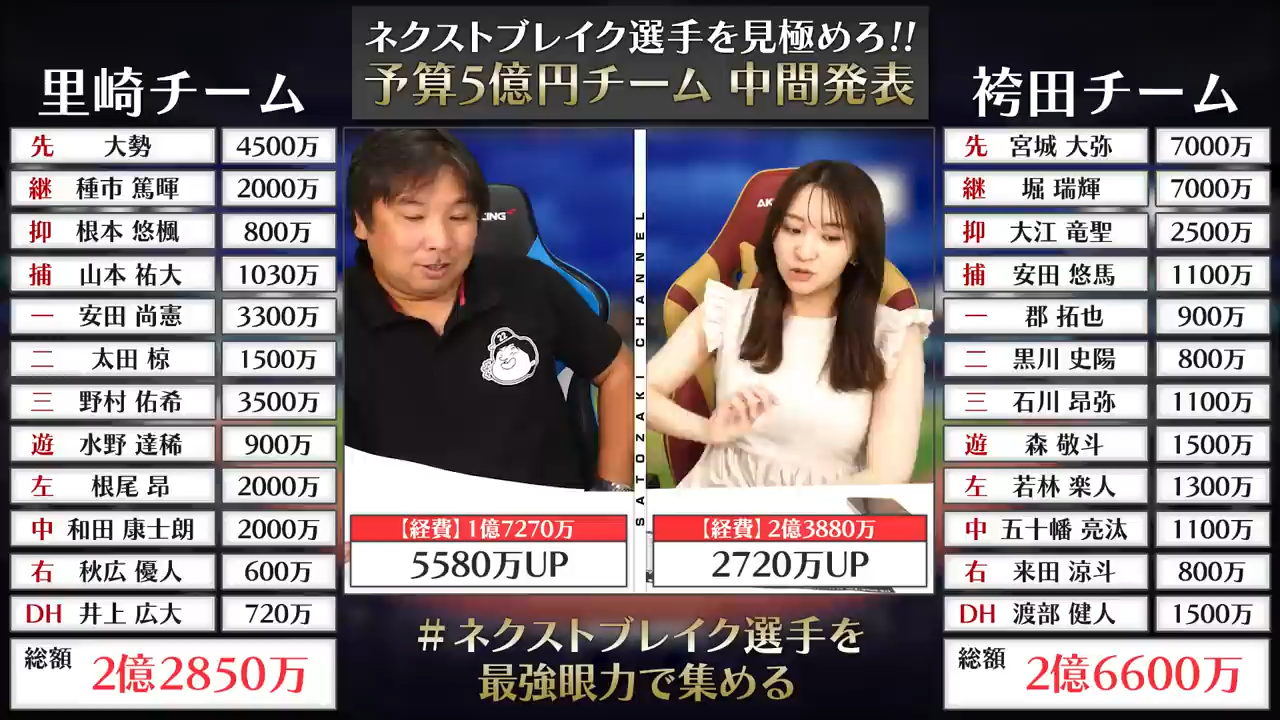 ネクストブレイク選手を見極めろ!!
予算5億円チーム 中間発表
里崎チーム
先 大勢 4500万
継 種市 篤暉 2000万
抑 根本 悠楓 800万
捕 山本 祐大 1030万
一 安田 尚憲 3300万
二 太田 椋 1500万
三 野村 佑希 3500万
遊 水野 達稀 900万
左 根尾 昂 2000万
中 和田 康士朗 2000万
右 秋広 優人 600万
DH 井上 広大 720万
総額 2億2850万
SATOZAKI CHANNEL
【経費】1億7270万
5580万UP
【経費】2億3880万
2720万UP
#ネクストブレイク選手を
最強眼力で集める
袴田チーム
先 宮城 大弥 7000万
継 堀 瑞輝 7000万
抑 大江 竜聖 2500万
捕 安田 悠馬 1100万
一 郡 拓也 900万
二 黒川 史陽 800万
三 石川 昂弥 1100万
遊 森 敬斗 1500万
左 若林 楽人 1300万
中 五十幡 亮汰 1100万
右 来田 涼斗 800万
DH 渡部 健人 1500万
総額 2億6600万